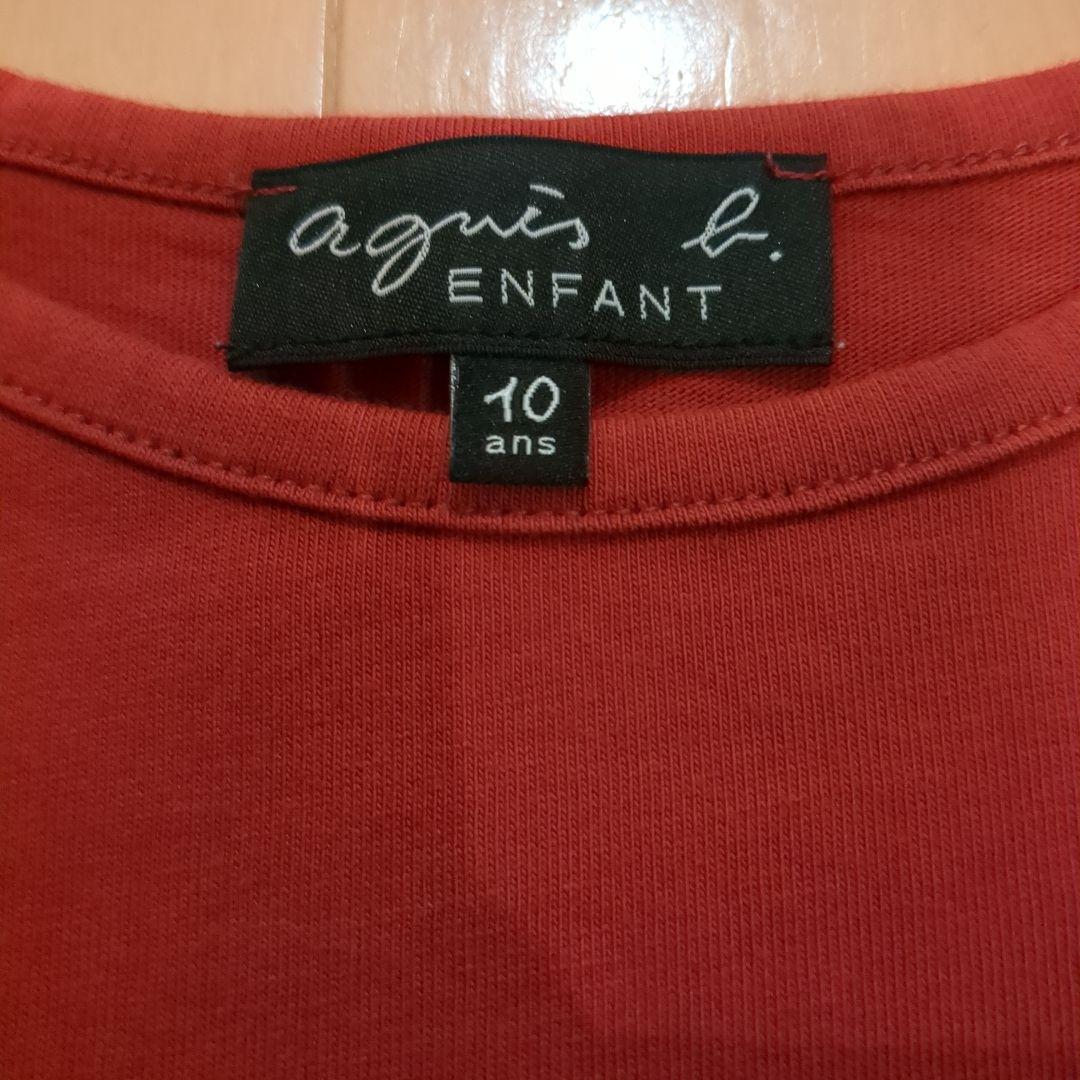 agnès b.
ENFANT
10
ans